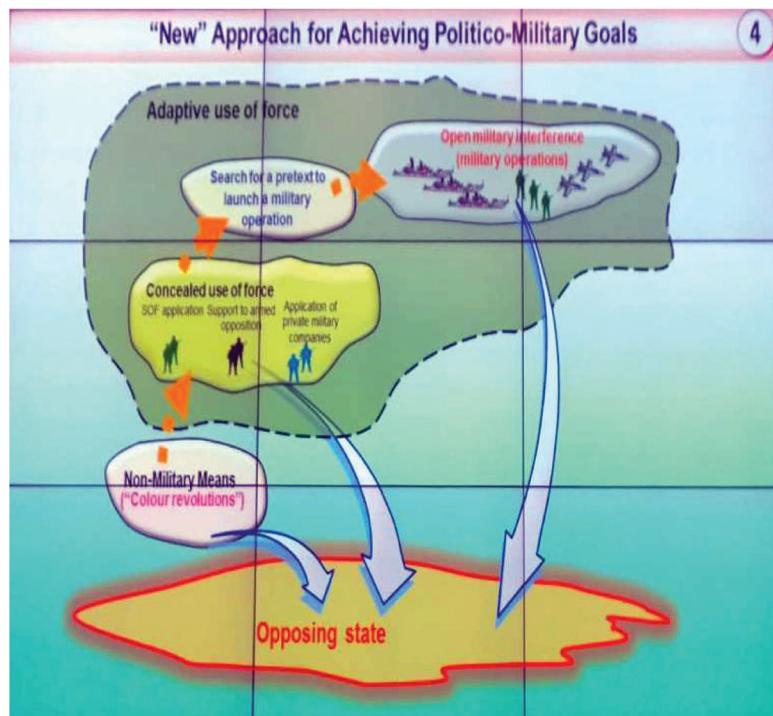 “New” Approach for Achieving Politico-Military Goals
4
Adaptive use of force
Open military interference
(military operations)
Search for a pretext to
launch a military
operation
Concealed use of force
SOF application
Support to armed
opposition
Application of
private military
companies
Non-Military Means
(“Colour revolutions”)
Opposing state